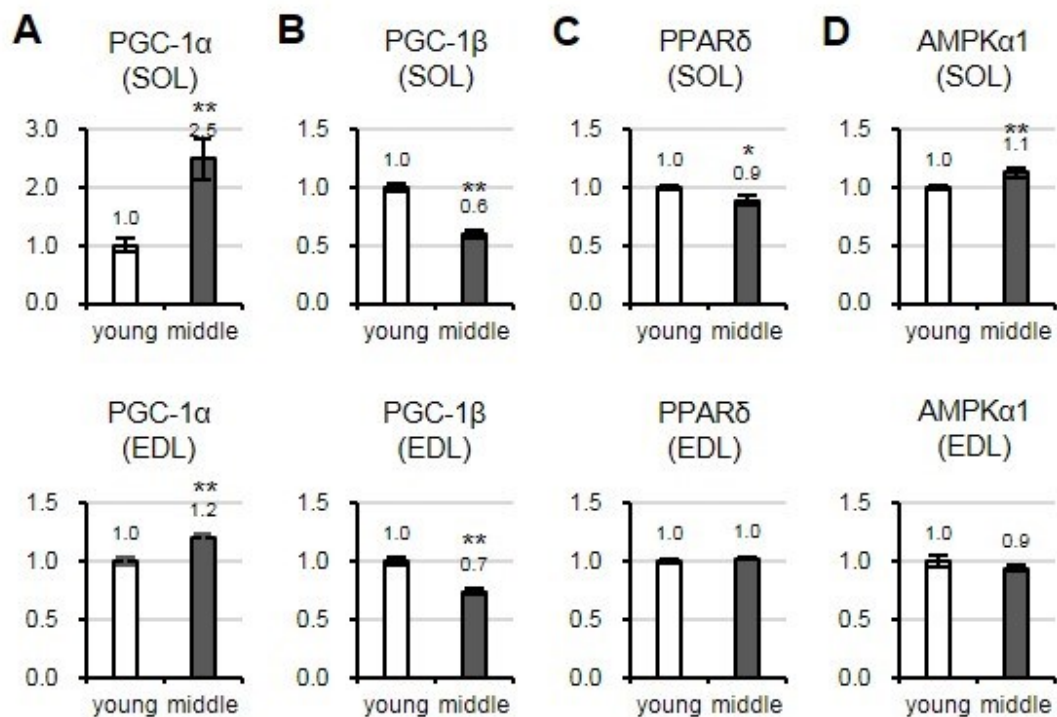 A
PGC-1α
(SOL)
**
2.5
1.0
3.0
2.0
1.0
0.0
young middle
B
PGC-1β
(SOL)
1.0
**
0.6
1.5
1.0
0.5
0.0
young middle
C
PPARδ
(SOL)
1.0
*
0.9
1.5
1.0
0.5
0.0
young middle
D
AMPKα1
(SOL)
1.0
**
1.1
1.5
1.0
0.5
0.0
young middle
PGC-1α
(EDL)
**
1.2
1.0
1.5
1.0
0.5
0.0
young middle
PGC-1β
(EDL)
1.0
**
0.7
1.5
1.0
0.5
0.0
young middle
PPARδ
(EDL)
1.0
1.0
1.5
1.0
0.5
0.0
young middle
AMPKα1
(EDL)
1.0
0.9
1.5
1.0
0.5
0.0
young middle